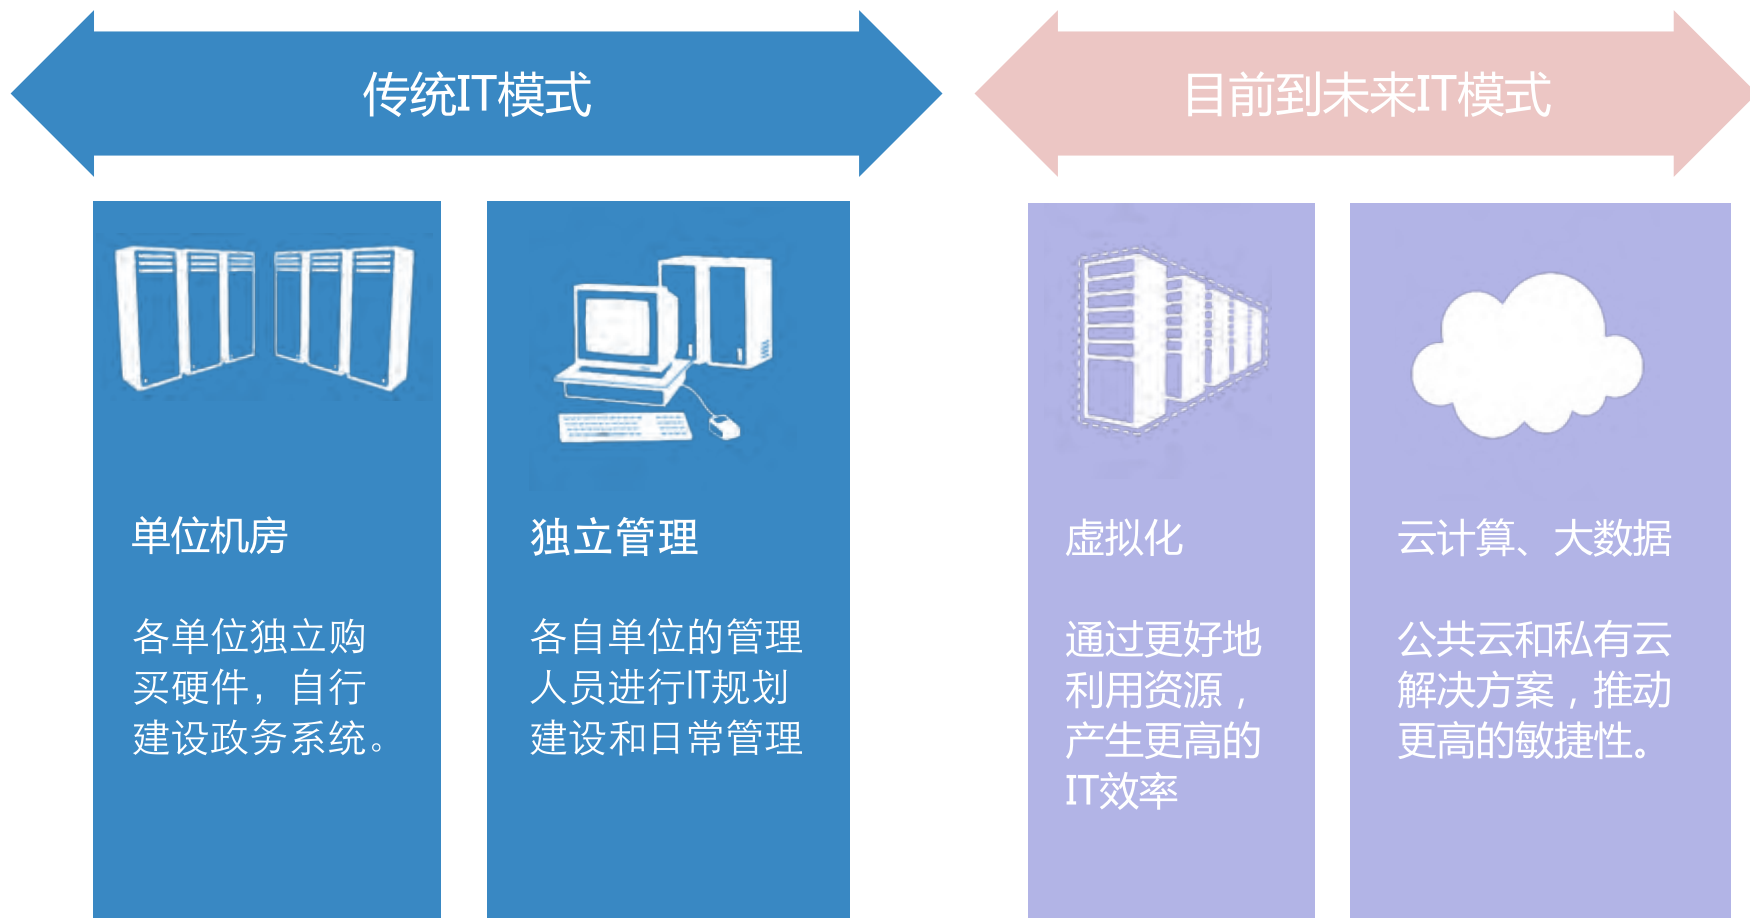 传统IT模式
目前到未来IT模式
单位机房
各单位独立购
买硬件，自行
建设政务系统。
独立管理
各自单位的管理
人员进行IT规划
建设和日常管理
虚拟化
通过更好地
利用资源，
产生更高的
IT效率
云计算、大数据
公共云和私有云
解决方案，推动
更高的敏捷性。